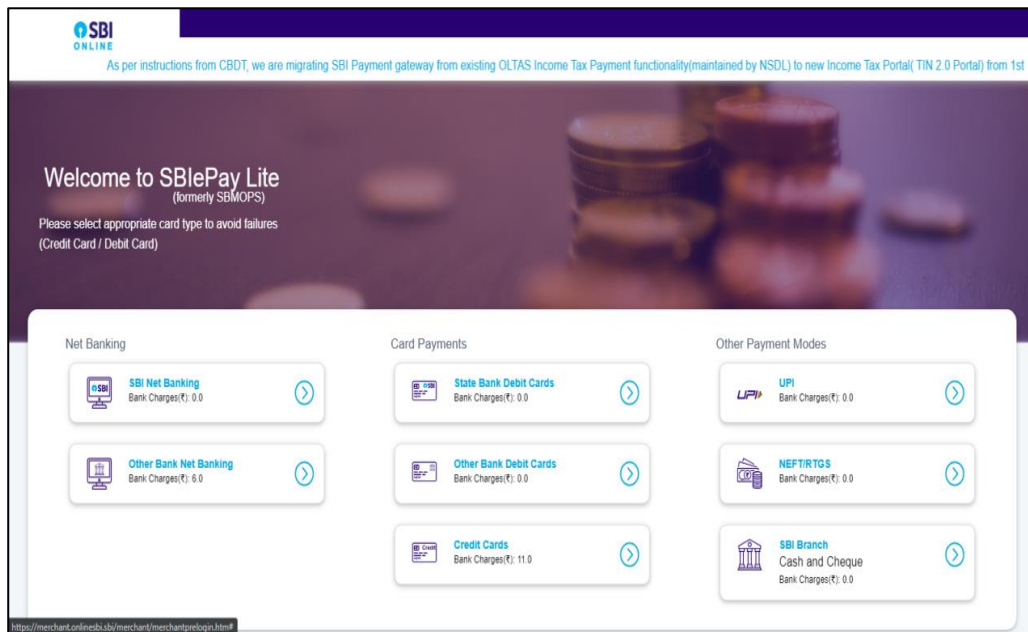 SBI
ONLINE
As per instructions from CBDT, we are migrating SBI Payment gateway from existing OLTAS Income Tax Payment functionality(maintained by NSDL) to new Income Tax Portal( TIN 2.0 Portal) from 1st
Welcome to SBIePay Lite
(formerly SBMOPS)
Please select appropriate card type to avoid failures
(Credit Card / Debit Card)
Net Banking
SBI
SBI Net Banking
Bank Charges(₹): 0.0
Other Bank Net Banking
Bank Charges(₹): 6.0
Card Payments
SBI
State Bank Debit Cards
Bank Charges(₹): 0.0
Other Bank Debit Cards
Bank Charges(₹): 0.0
Credit
Credit Cards
Bank Charges(₹): 11.0
Other Payment Modes
UPI
UPI
Bank Charges(₹): 0.0
NEFT/RTGS
Bank Charges(₹): 0.0
SBI Branch
Cash and Cheque
Bank Charges(₹): 0.0
https://merchant.onlinesbi.sbi/merchant/merchantprelogin.htm#